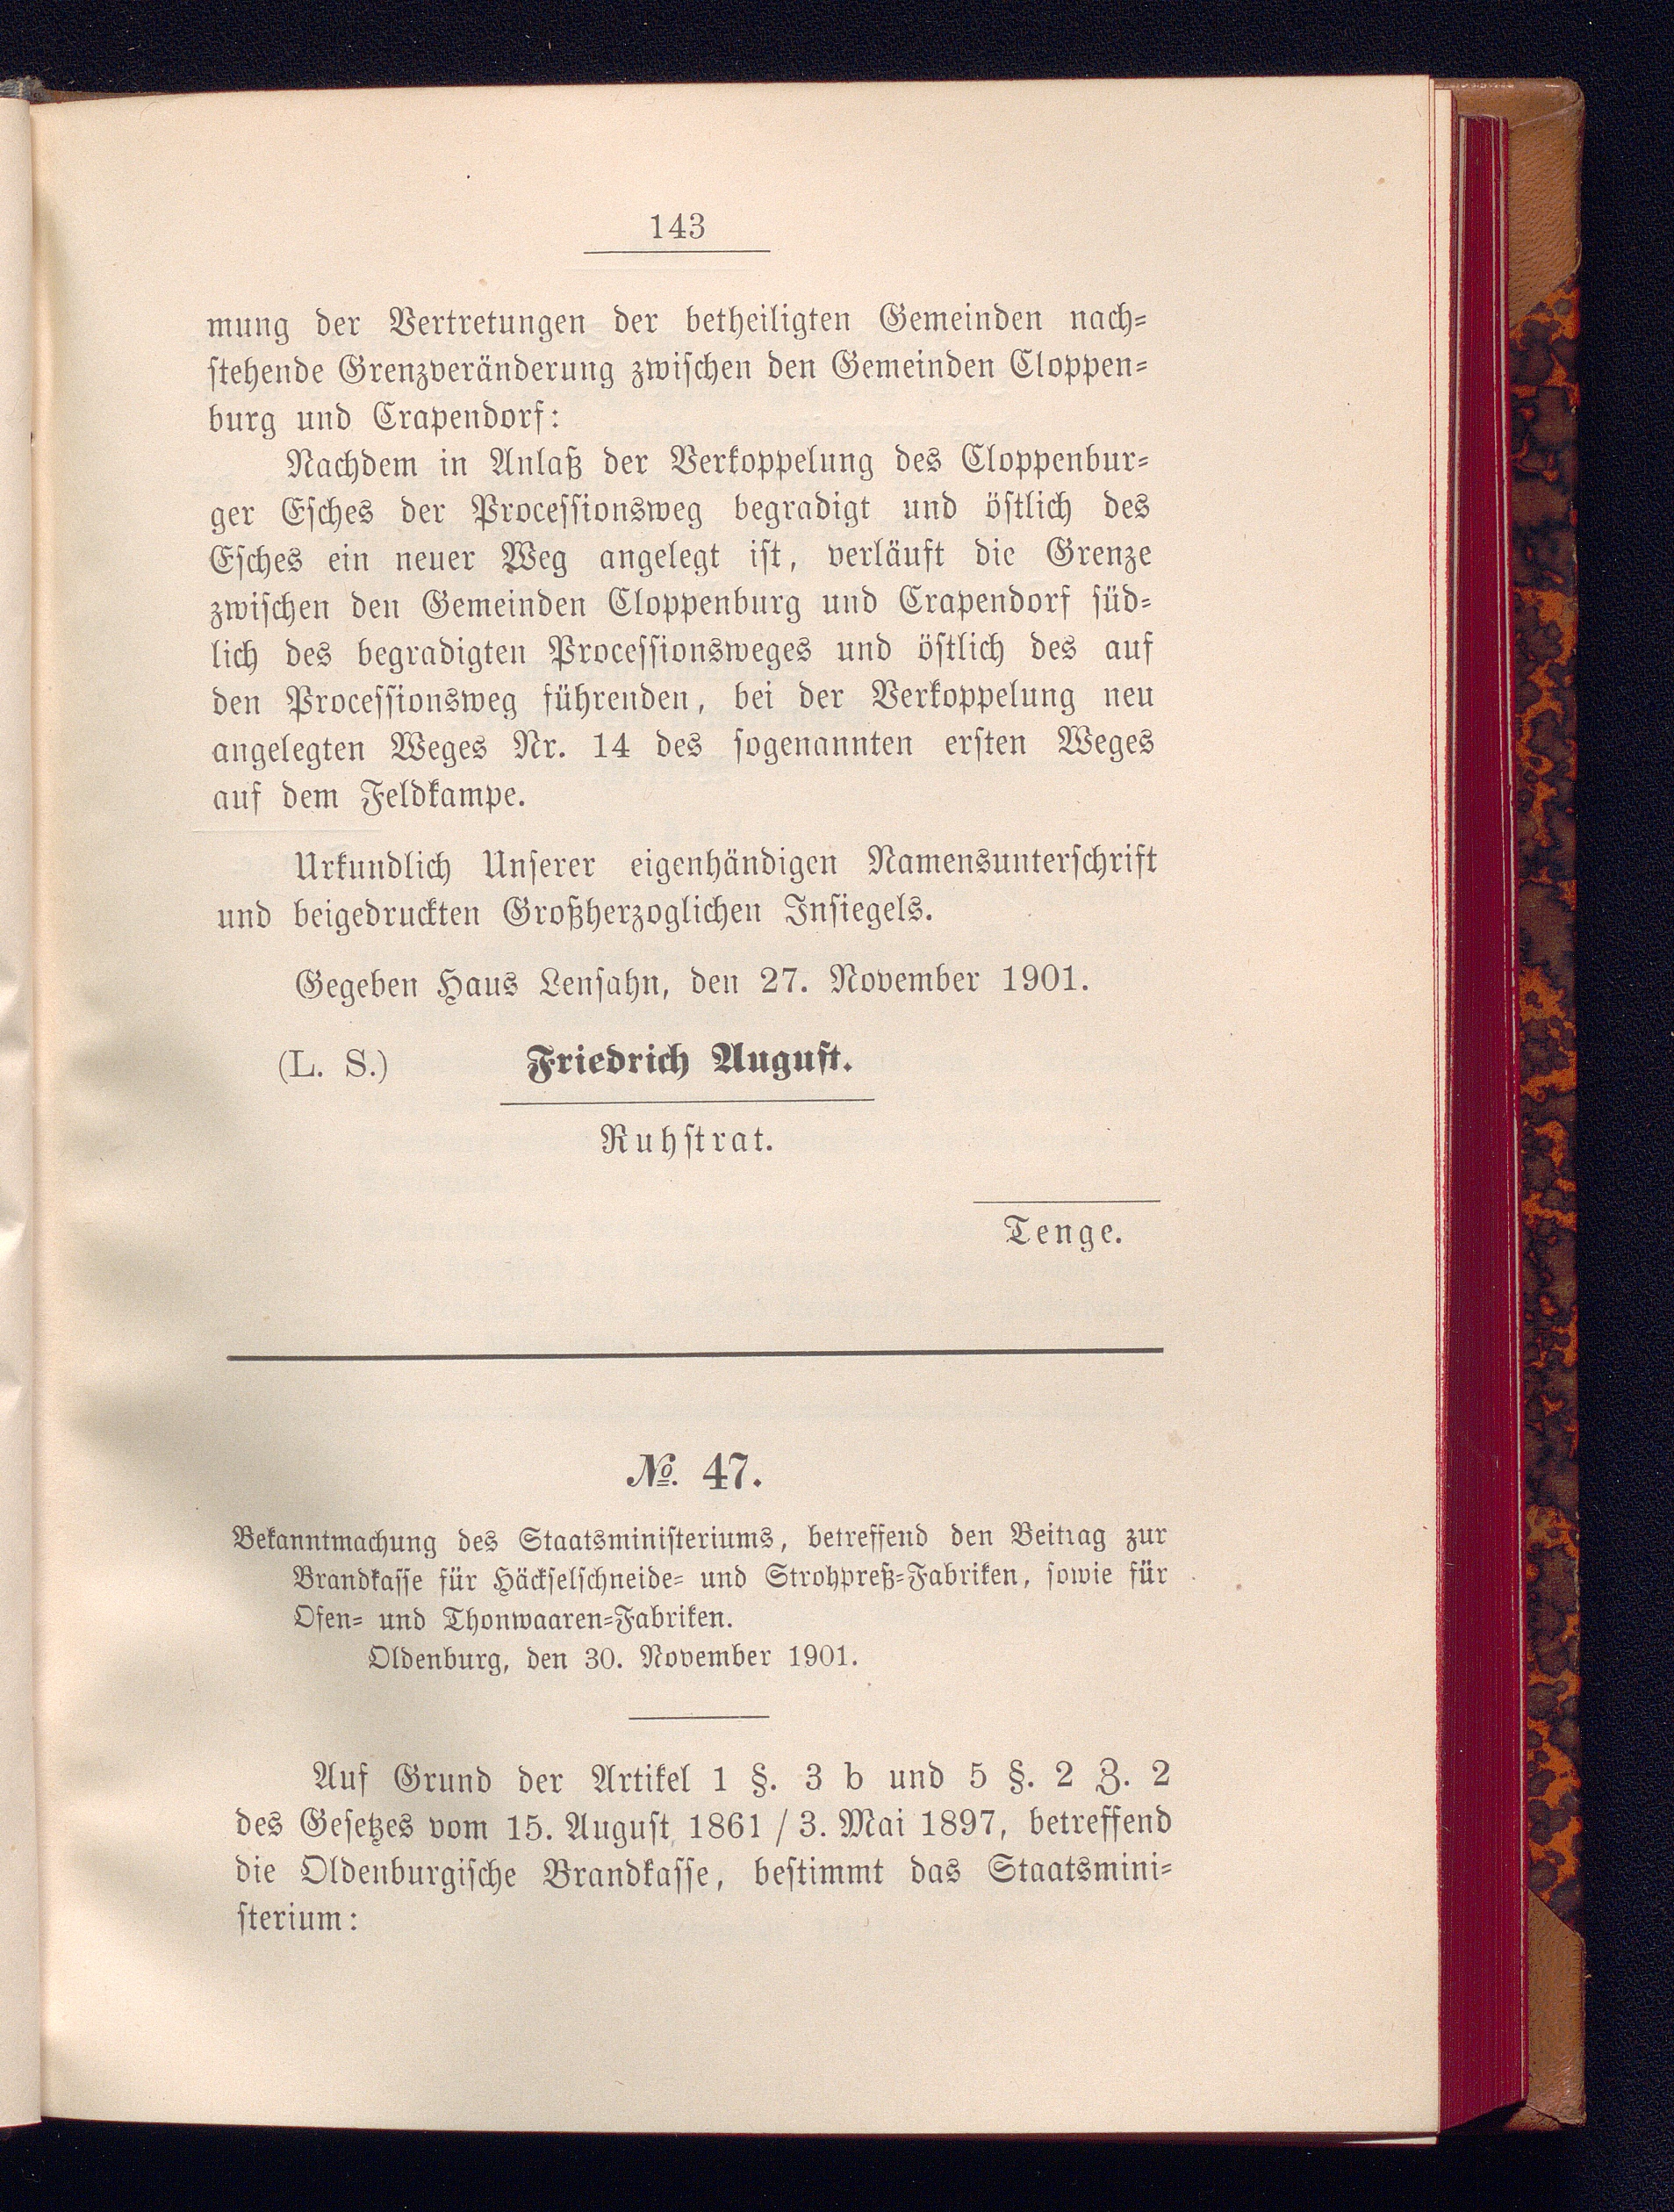 143
mung der Vertretungen der betheiligten Gemeinden nach-
stehende Grenzveränderung zwischen den Gemeinden Cloppen-
burg und Crapendorf:
Nachdem in Anlaß der Verkoppelung des Cloppenbur-
ger Esches der Processionsweg begradigt und östlich des
Esches ein neuer Weg angelegt ist, verläuft die Grenze
zwischen den Gemeinden Cloppenburg und Crapendorf süd-
lich des begradigten Processionsweges und östlich des auf
den Processionsweg führenden, bei der Verkoppelung neu
angelegten Weges Nr. 14 des sogenannten ersten Weges
auf dem Feldkampe.
Urkundlich Unserer eigenhändigen Namensunterschrift
und beigedruckten Großherzoglichen Insiegels.
Gegeben Haus Lensahn, den 27. November 1901.
(L. S.) Friedrich August.
Ruhstrat.
Tenge.
№. 47.
Bekanntmachung des Staatsministeriums, betreffend den Beitrag zur
Brandkasse für Häckselschneide- und Strohpreß-Fabriken, sowie für
Ofen- und Thonwaaren-Fabriken.
Oldenburg, den 30. November 1901.
Auf Grund der Artikel 1 §. 3 b und 5 §. 2 Z. 2
des Gesetzes vom 15. August 1861 / 3. Mai 1897, betreffend
die Oldenburgische Brandkasse, bestimmt das Staatsmini-
sterium: